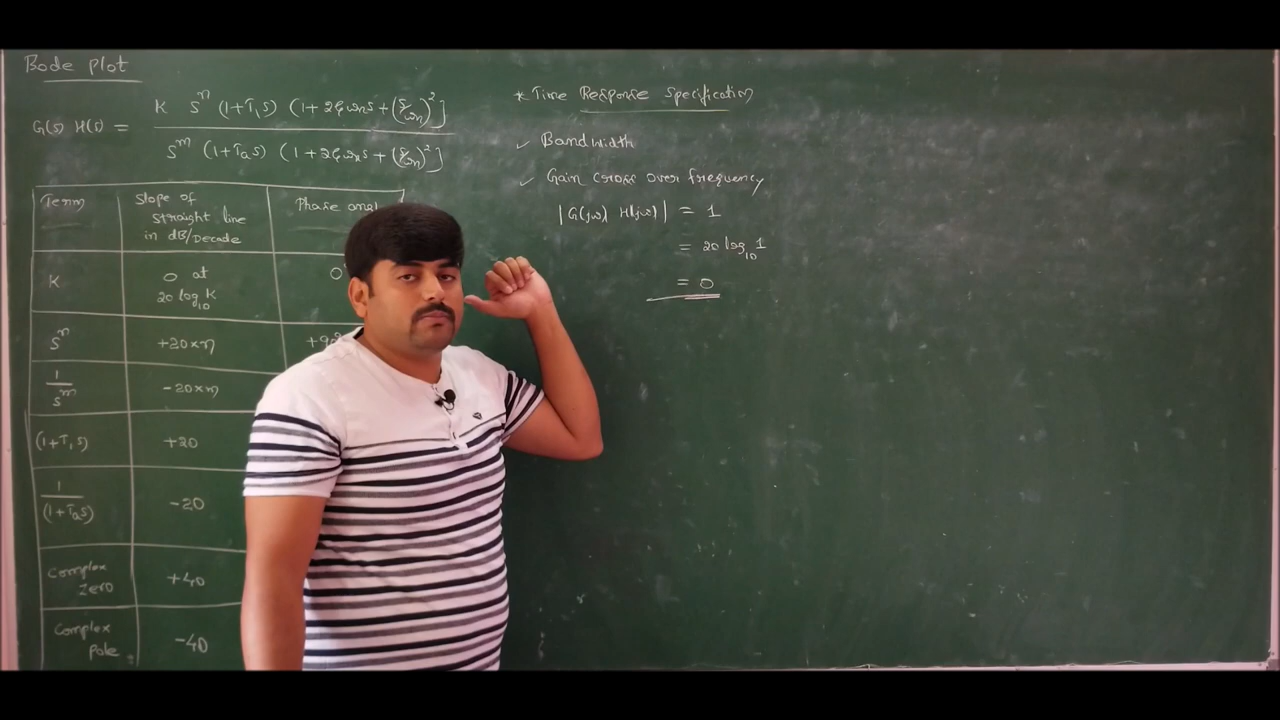 Bode plot
G(s) H(s) = K s^n (1+T₁s) (1+2ξωns+(s/ωn)²]
s^m (1+Tas) (1+2ξωns+(s/ωn)²]
Term
Slope of
straight line
in dB/Decade
Phase angl
K
0 at
20 log₁₀ K
0°
s^n
+20×n
+90
1/s^m
-20×m
(1+T₁s)
+20
1/(1+Tas)
-20
Complex
Zero
+40
Complex
pole
-40
* Time Response Specification
✓ Bandwidth
✓ Gain cross over frequency
|G(jω) H(jω)| = 1
= 20 log₁₀ 1
= 0